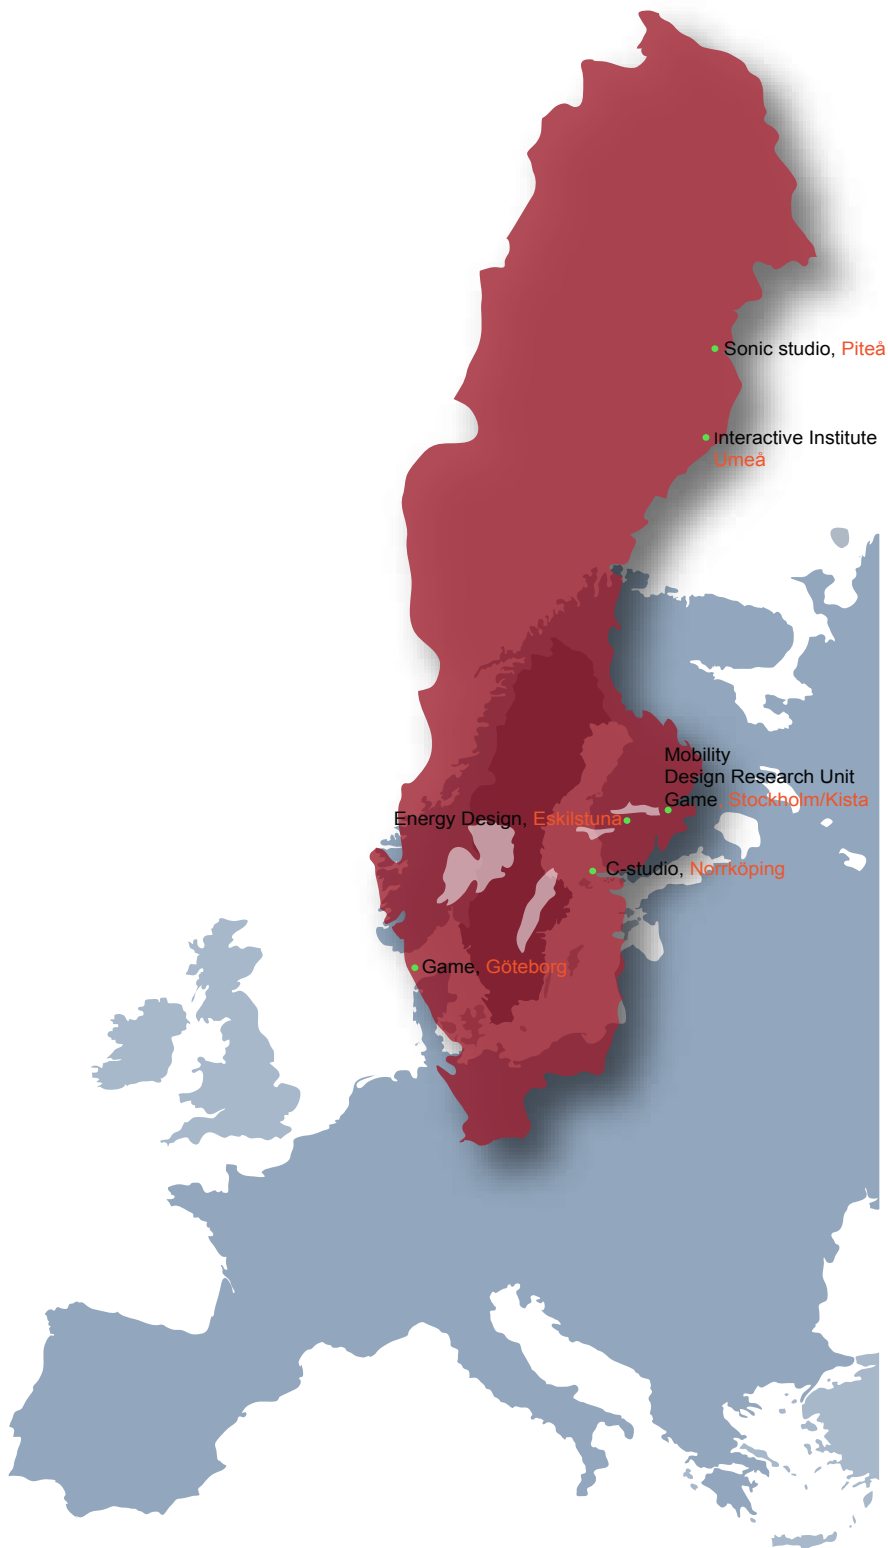 Sonic studio, Piteå
Interactive Institute
Umeå
Mobility
Design Research Unit
Game, Stockholm/Kista
Energy Design, Eskilstuna
C-studio, Norrköping
Game, Göteborg